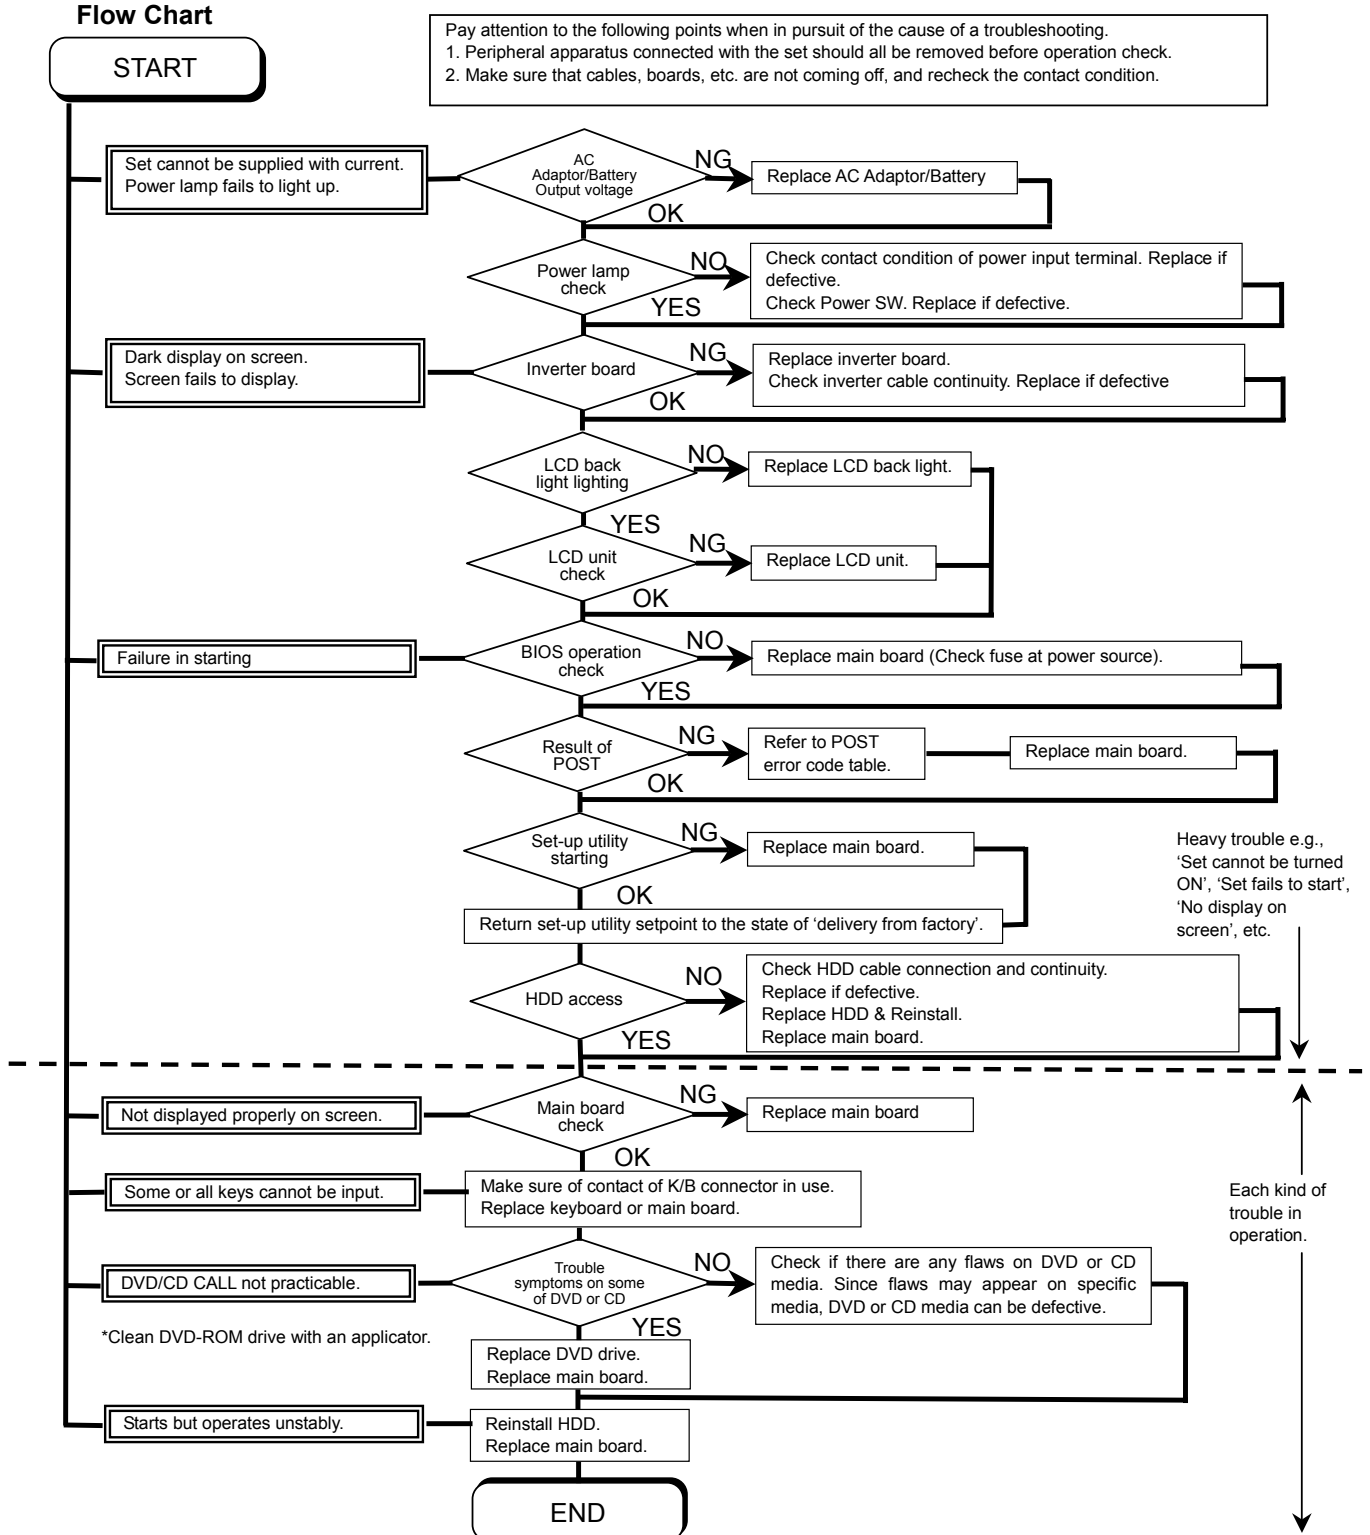 Flow Chart
START
Pay attention to the following points when in pursuit of the cause of a troubleshooting.
1. Peripheral apparatus connected with the set should all be removed before operation check.
2. Make sure that cables, boards, etc. are not coming off, and recheck the contact condition.
Set cannot be supplied with current.
Power lamp fails to light up.
AC
Adaptor/Battery
Output voltage
NG
Replace AC Adaptor/Battery
OK
Power lamp
check
NO
Check contact condition of power input terminal. Replace if
defective.
Check Power SW. Replace if defective.
YES
Dark display on screen.
Screen fails to display.
Inverter board
NG
Replace inverter board.
Check inverter cable continuity. Replace if defective
OK
LCD back
light lighting
NO
Replace LCD back light.
YES
LCD unit
check
NG
Replace LCD unit.
OK
Failure in starting
BIOS operation
check
NO
Replace main board (Check fuse at power source).
YES
Result of
POST
NG
Refer to POST
error code table.
Replace main board.
OK
Set-up utility
starting
NG
Replace main board.
OK
Return set-up utility setpoint to the state of ‘delivery from factory’.
Heavy trouble e.g.,
‘Set cannot be turned
ON’, ‘Set fails to start’,
‘No display on
screen’, etc.
HDD access
NO
Check HDD cable connection and continuity.
Replace if defective.
Replace HDD & Reinstall.
Replace main board.
YES
Not displayed properly on screen.
Main board
check
NG
Replace main board
OK
Some or all keys cannot be input.
Make sure of contact of K/B connector in use.
Replace keyboard or main board.
Each kind of
trouble in
operation.
DVD/CD CALL not practicable.
Trouble
symptoms on some
of DVD or CD
NO
Check if there are any flaws on DVD or CD
media. Since flaws may appear on specific
media, DVD or CD media can be defective.
*Clean DVD-ROM drive with an applicator.
YES
Replace DVD drive.
Replace main board.
Starts but operates unstably.
Reinstall HDD.
Replace main board.
END